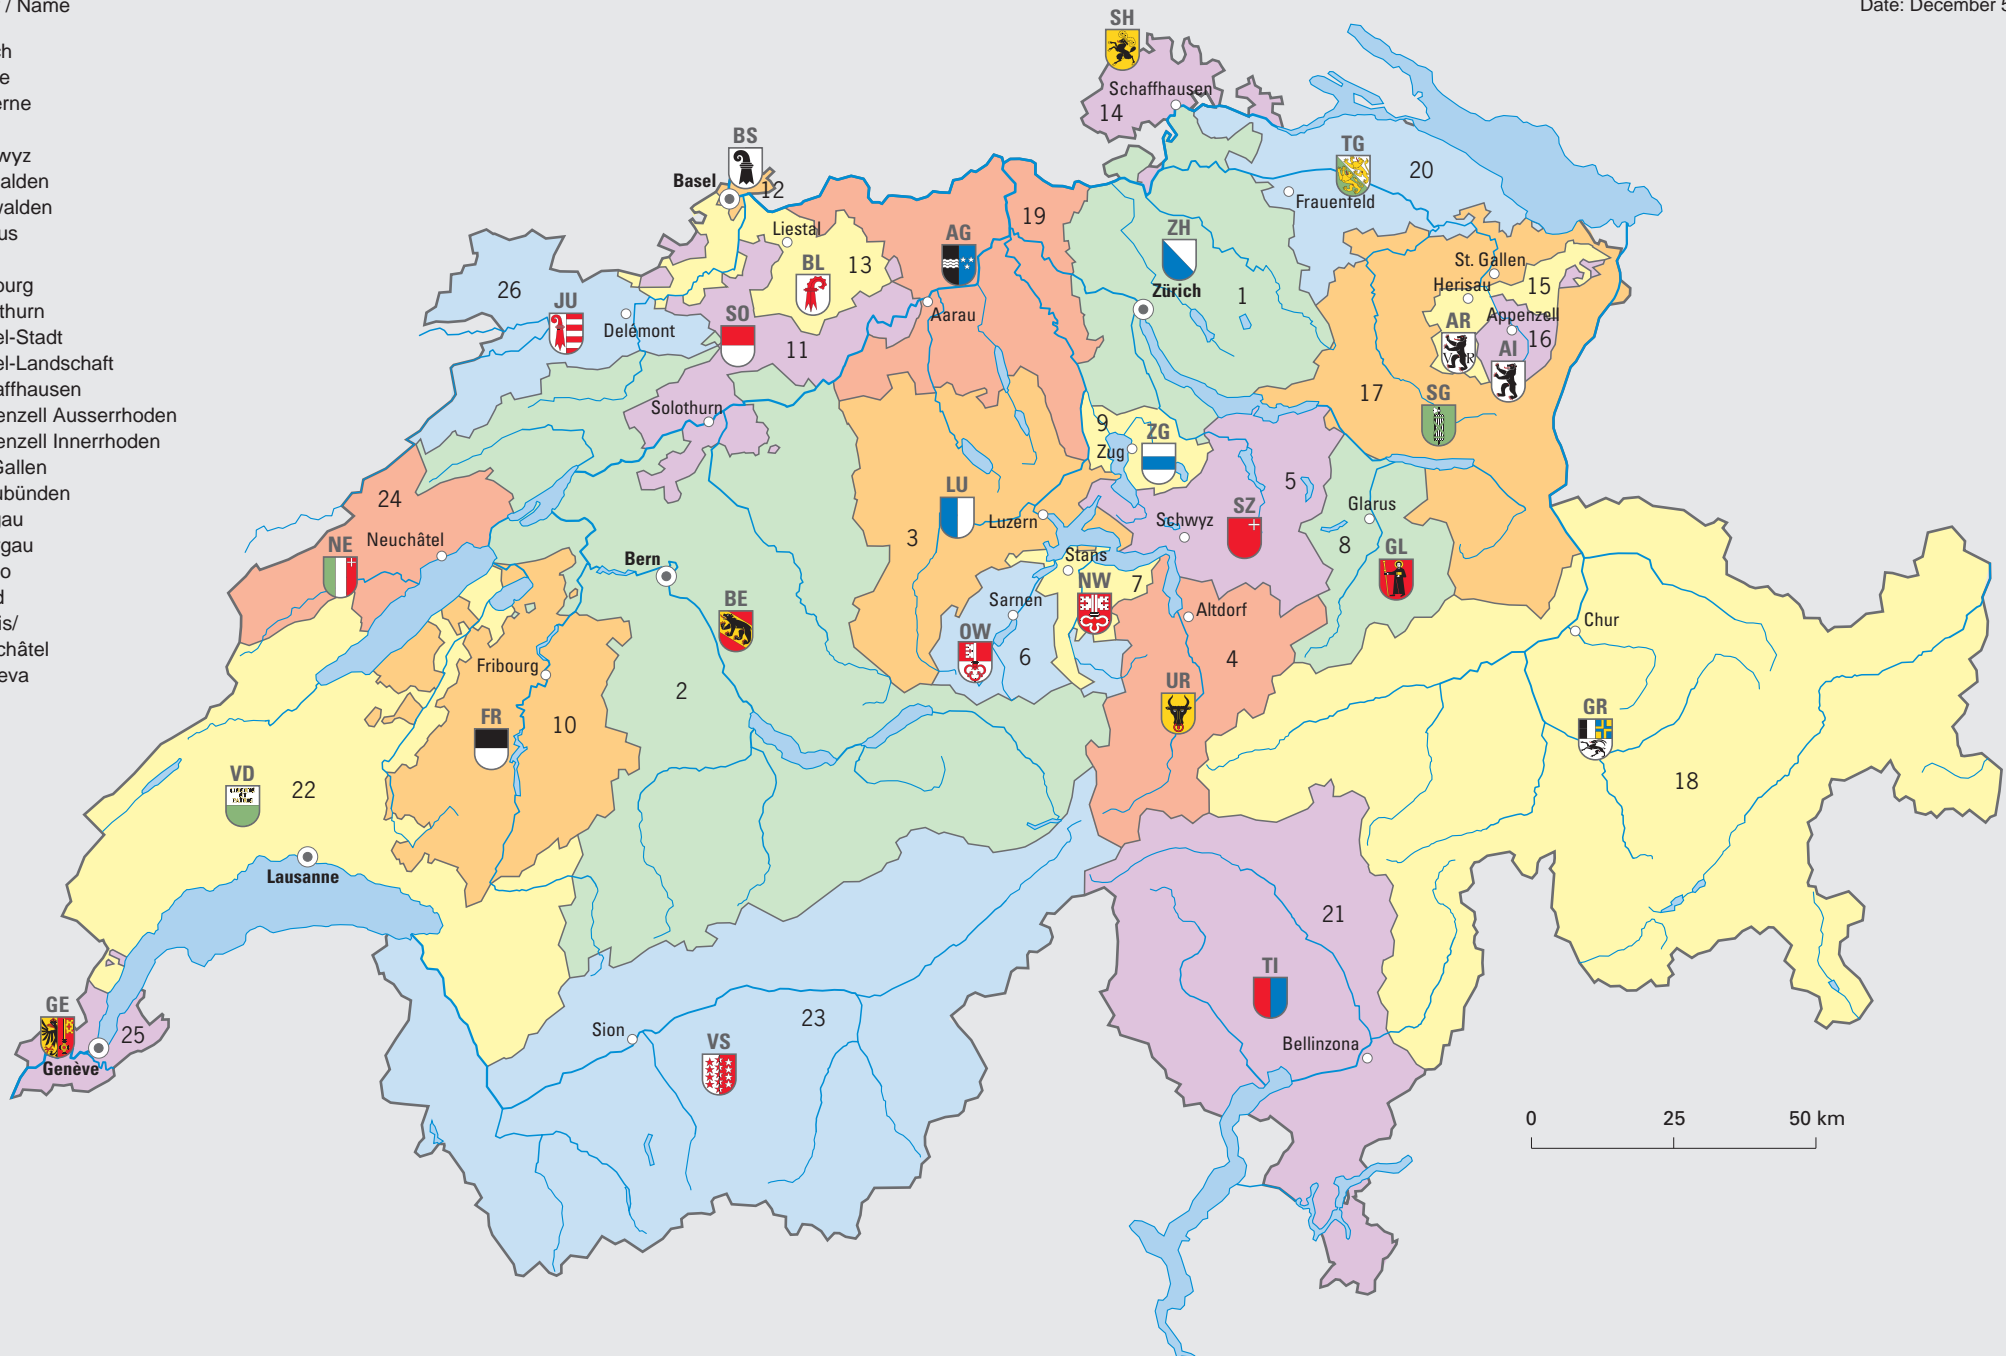 / Name
Date: December 5
ch
e
erne
wyz
alden
walden
us
ourg
thurn
el-Stadt
el-Landschaft
affhausen
enzell Ausserrhoden
enzell Innerrhoden
Gallen
ubünden
gau
rgau
o
d
is/
châtel
eva
SH
Schaffhausen
14
BS
Basel
12
TG
20
Frauenfeld
19
Liestal
AG
ZH
BL
13
St. Gallen
Herisau
15
26
JU
Zürich
1
SO
Delémont
Aarau
AR
Appenzell
16
11
AI
17
SG
Solothurn
9
ZG
Zug
24
LU
5
Neuchâtel
Luzern
Schwyz
SZ
Glarus
NE
3
8
GL
Bern
Stans
NW
7
BE
Sarnen
Altdorf
Chur
OW
6
Fribourg
2
4
UR
FR
10
GR
VD
22
18
Lausanne
21
TI
GE
25
Genève
Sion
23
VS
Bellinzona
0 25 50 km